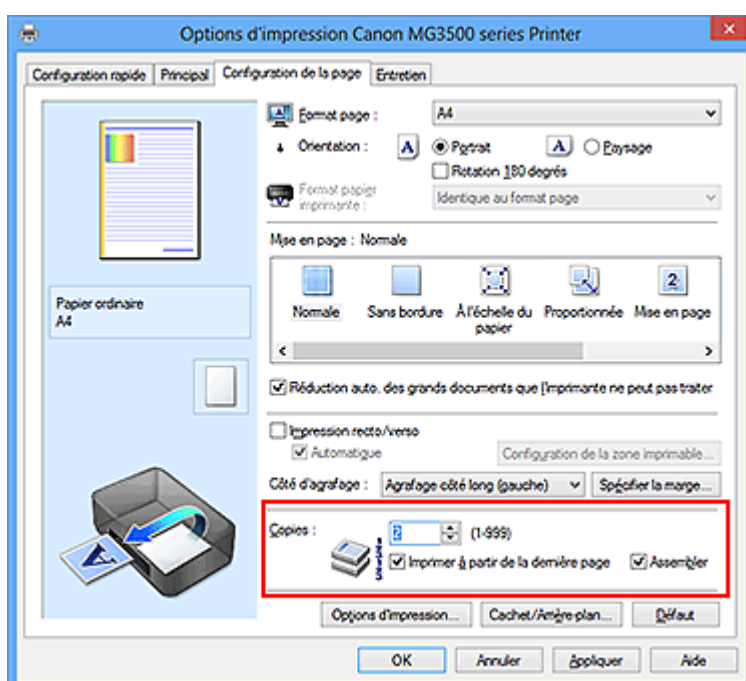 Options d'impression Canon MG3500 series Printer
Configuration rapide Principal Configuration de la page Entretien
Format page : A4
Orientation : A Portrait A Paysage
Rotation 180 degrés
Format papier imprimante : Identique au format page
Mise en page : Normale
Normale Sans bordure À l'échelle du papier Proportionnée Mise en page
Papier ordinaire
A4
Réduction auto. des grands documents que l'imprimante ne peut pas traiter
Impression recto/verso
Automatique Configuration de la zone imprimable...
Côté d'agrafage : Agrafage côté long (gauche) Spécifier la marge...
Copies : 2 (1-999)
Imprimer à partir de la dernière page Assembler
Options d'impression... Cachet/Arrière-plan... Défaut
OK Annuler Appliquer Aide